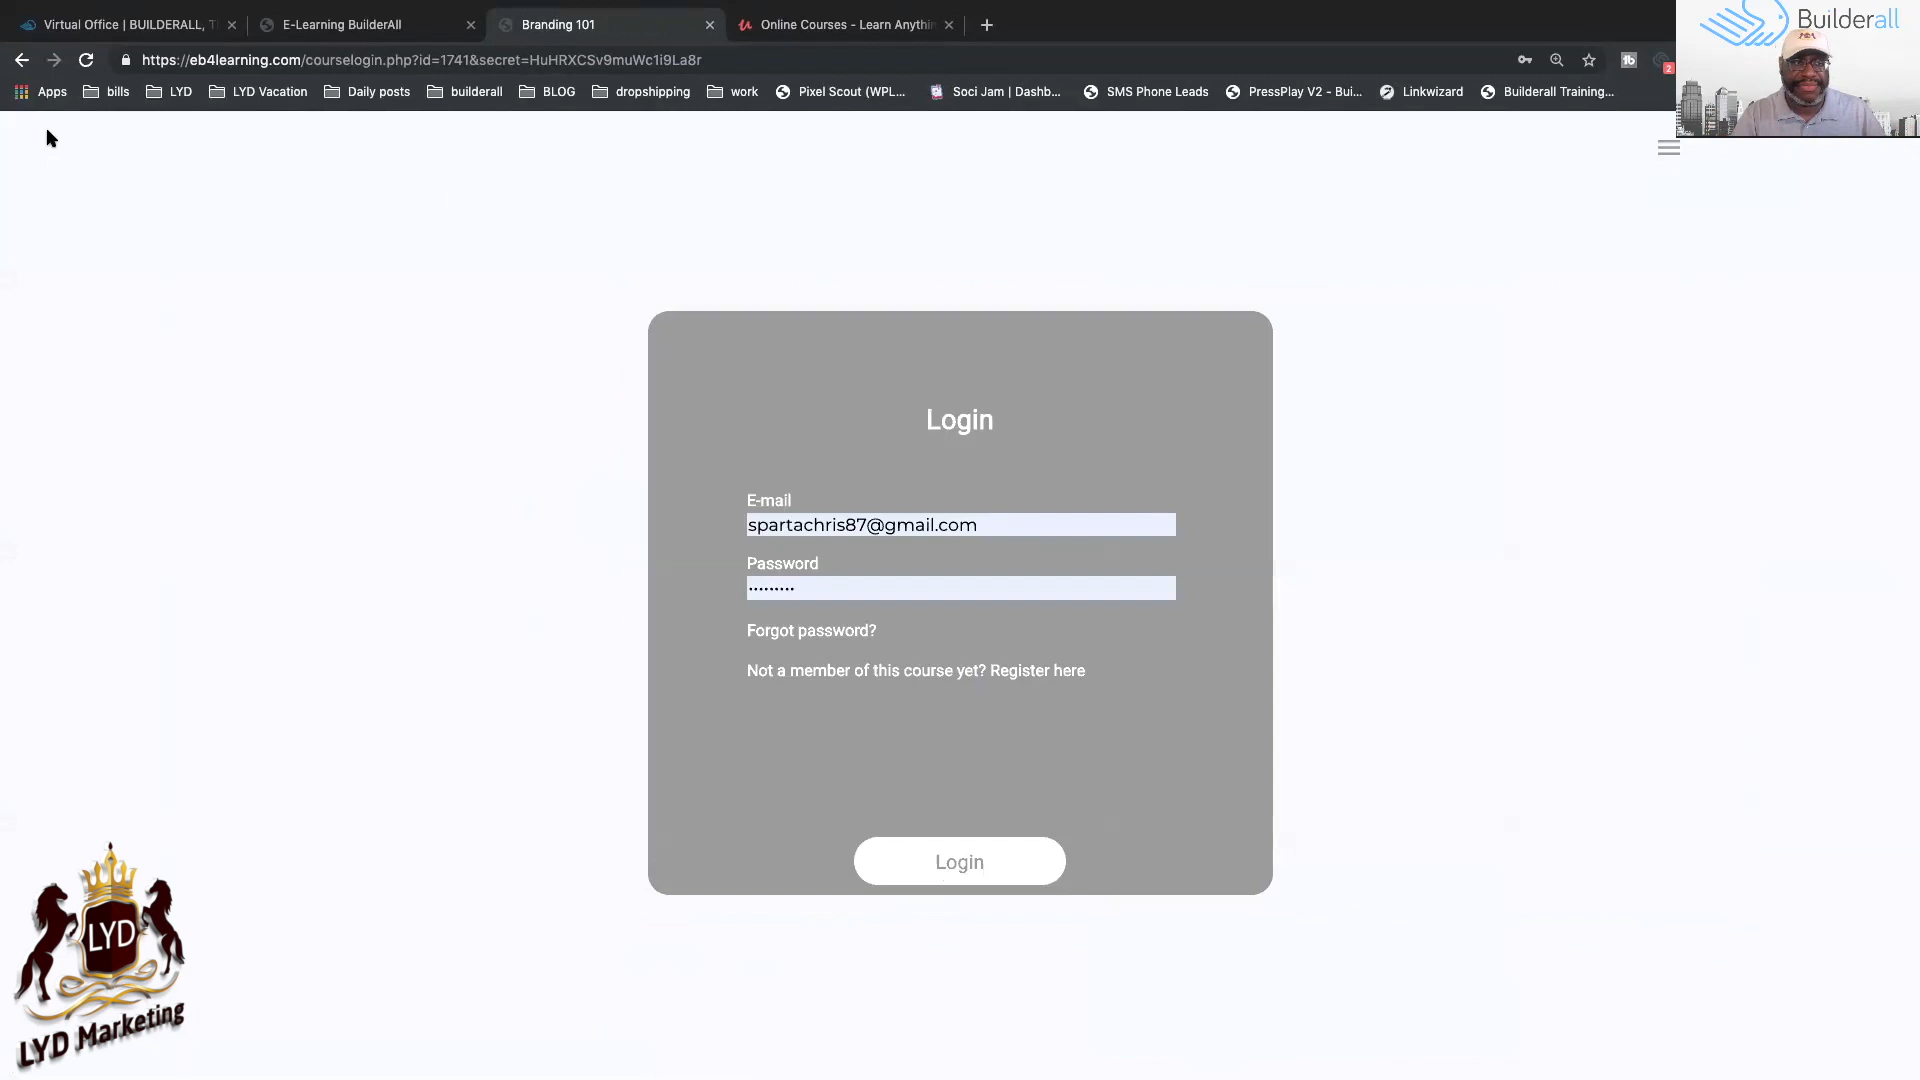 Virtual Office | BUILDERALL, T
E-Learning BuilderAll
Branding 101
Online Courses - Learn Anythin
Builderall
https://eb4learning.com/courselogin.php?id=1741&secret=HuHRXCSv9muWc1i9La8r
2
Apps
bills
LYD
LYD Vacation
Daily posts
builderall
BLOG
dropshipping
work
Pixel Scout (WPL...
Soci Jam | Dashb...
SMS Phone Leads
PressPlay V2 - Bui...
Linkwizard
Builderall Training...
Login
E-mail
spartachris87@gmail.com
Password
Forgot password?
Not a member of this course yet? Register here
Login
LYD
LYD Marketing